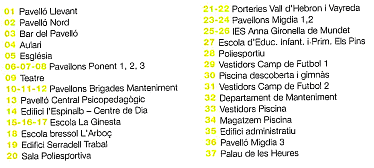 01 Pavelló Llevant
02 Pavelló Nord
03 Bar del Pavelló
04 Aulari
05 Església
06-07-08 Pavellons Ponent 1, 2, 3
09 Teatre
10-11-12 Pavellons Brigades Manteniment
13 Pavelló Central Psicopedagògic
14 Edifici l'Espinalb – Centre de Dia
15-16-17 Escola La Ginesta
18 Escola bressol L'Arboç
19 Edifici Serradell Trabal
20 Sala Poliesportiva
21-22 Porteries Vall d'Hebron i Vayreda
23-24 Pavellons Migdia 1,2
25-26 IES Anna Gironella de Mundet
27 Escola d'Educ. Infant. i Prim. Els Pins
28 Poliesportiu
29 Vestidors Camp de Futbol 1
30 Piscina descoberta i gimnàs
31 Vestidors Camp de Futbol 2
32 Departament de Manteniment
33 Vestidors Piscina
34 Magatzem Piscina
35 Edifici administratiu
36 Pavelló Migdia 3
37 Palau de les Heures